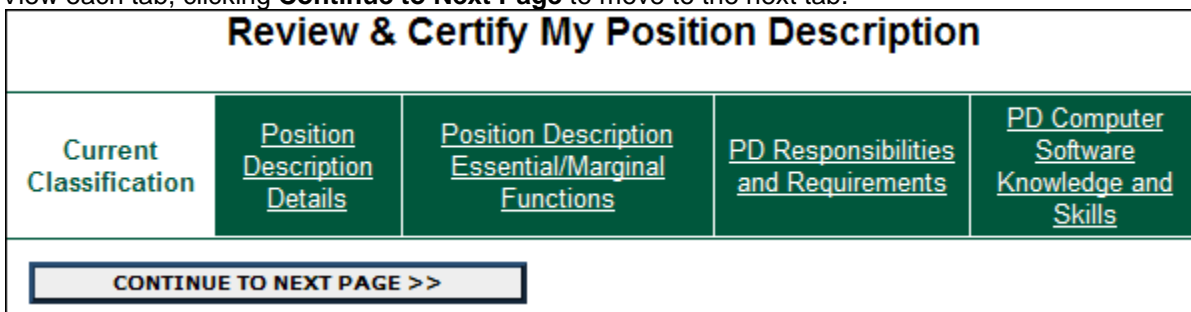 View each tab, clicking Continue to Next Page to move to the next tab.
Review & Certify My Position Description
Current
Classification
Position
Description
Details
Position Description
Essential/Marginal
Functions
PD Responsibilities
and Requirements
PD Computer
Software
Knowledge and
Skills
CONTINUE TO NEXT PAGE >>